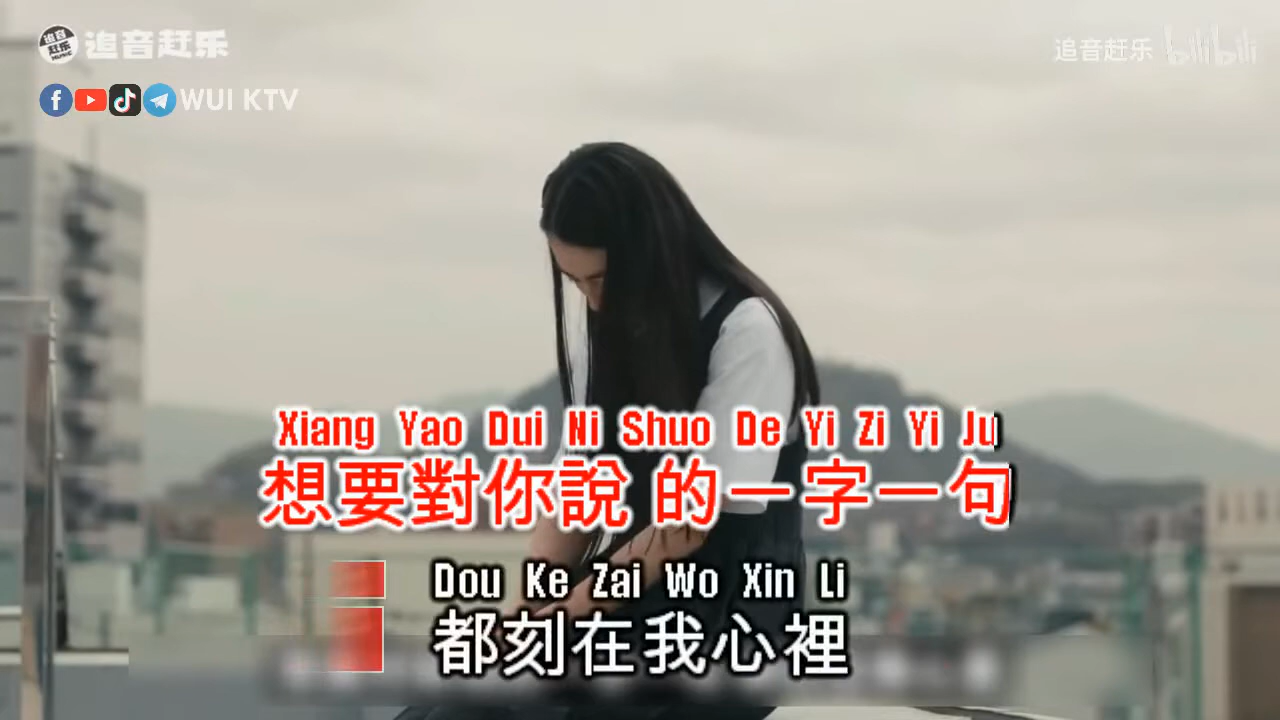 追音赶乐
追音赶乐 bilibili
WUI KTV
Xiang Yao Dui Ni Shuo De Yi Zi Yi Ju
想要對你說 的一字一句
Dou Ke Zai Wo Xin Li
都刻在我心裡